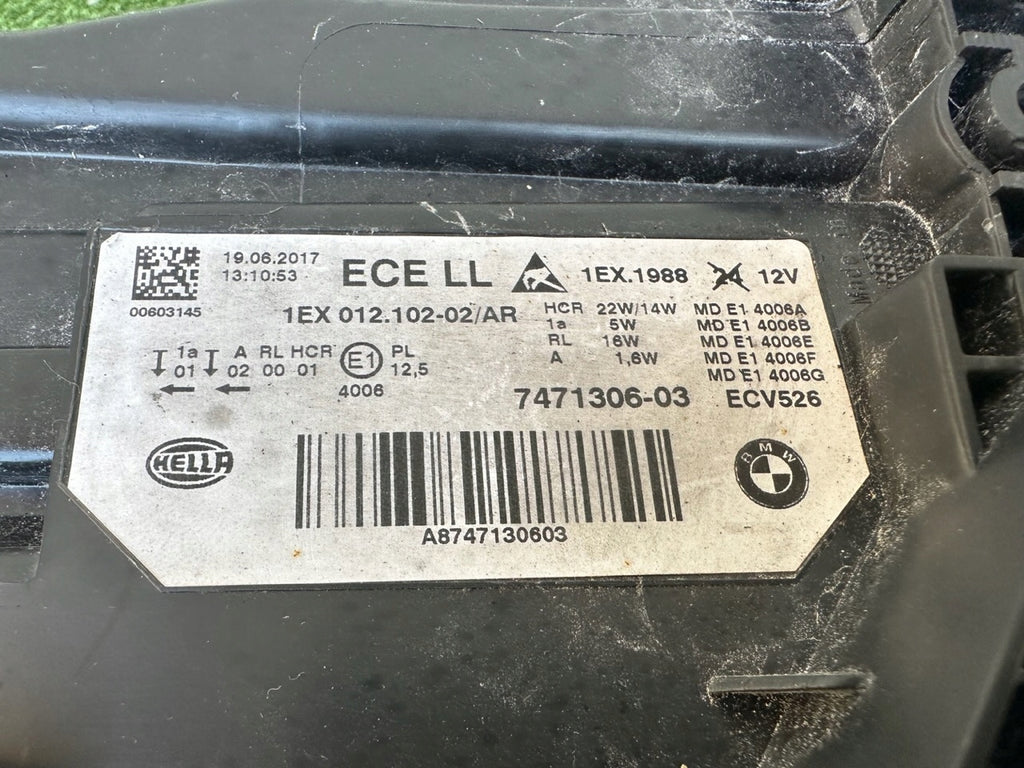 19.06.2017
13:10:53
00603145
ECE LL
1EX.1988 24 12V
1EX 012.102-02/AR
HCR 22W/14W MD E1 4006A
1a 5W MD E1 4006B
RL 16W MD E1 4006E
A 1,6W MD E1 4006F
MD E1 4006G
1a A RL HCR E1 PL
01 02 00 01 12,5
4006
7471306-03 ECV526
HELLA
BMW
A8747130603